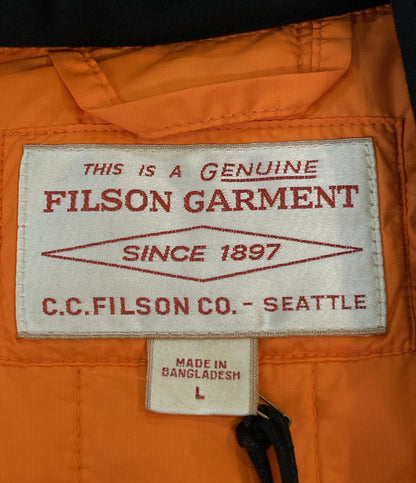 THIS IS A GENUINE
FILSON GARMENT
SINCE 1897
C.C.FILSON CO. - SEATTLE
MADE IN
BANGLADESH
L